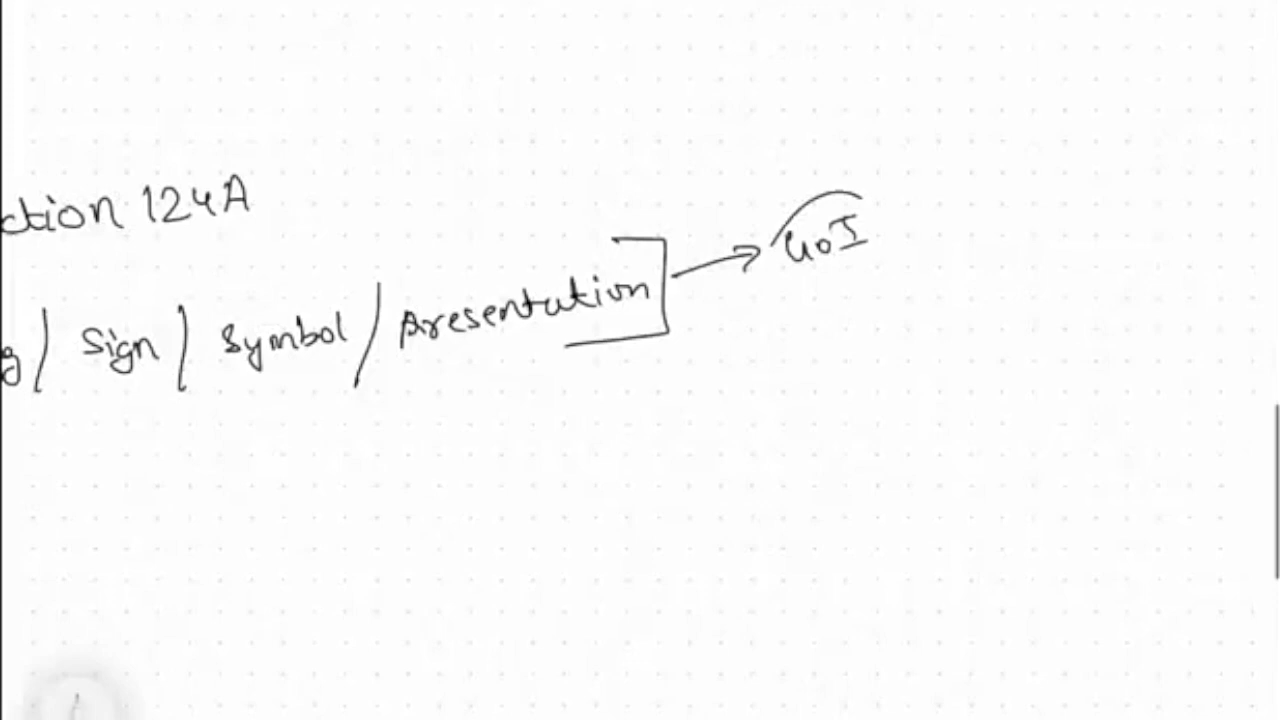 ction 124A
g/ Sign / Symbol / presentation → GoI